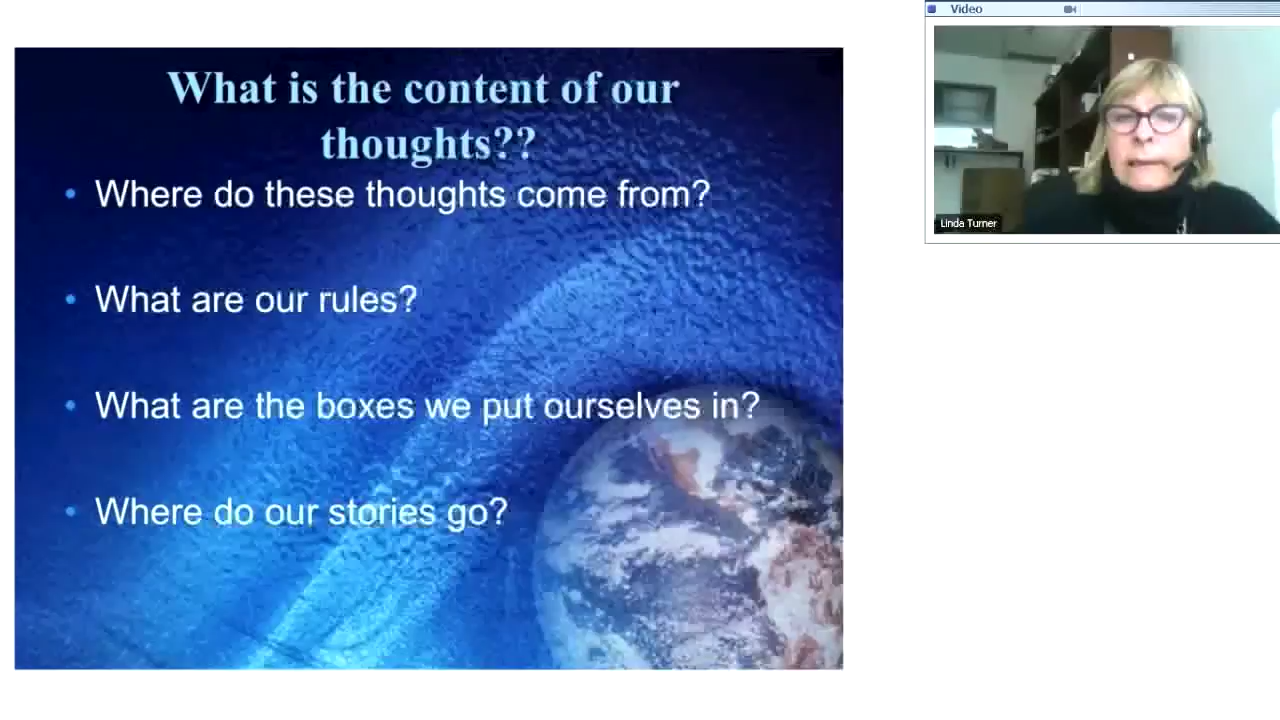 Video
What is the content of our
thoughts??
• Where do these thoughts come from?
• What are our rules?
• What are the boxes we put ourselves in?
• Where do our stories go?
Linda Turner